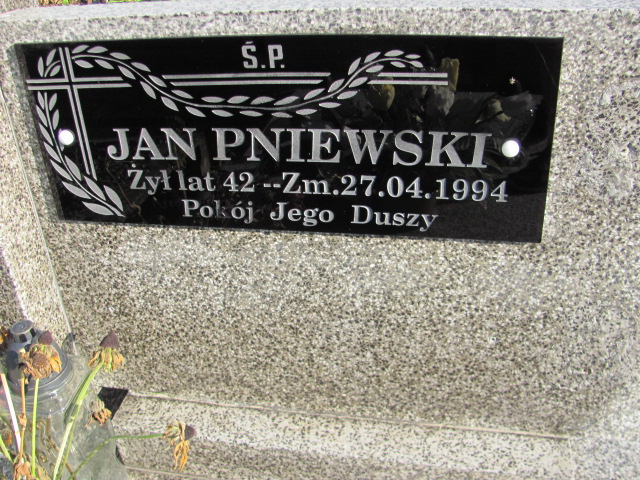 Ś.P.
JAN PNIEWSKI
Żył lat 42 --Zm.27.04.1994
Pokój Jego Duszy